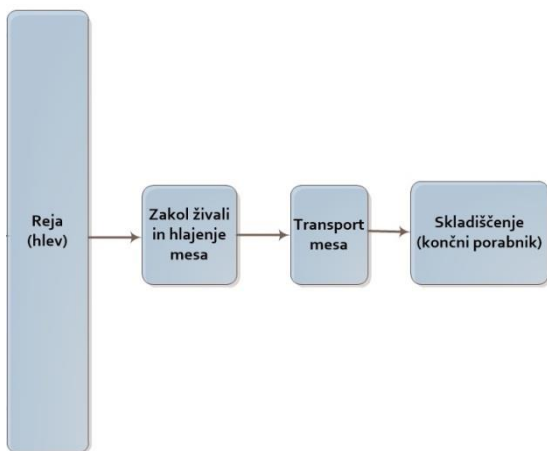 Reja
(hlev)
Zakol živali
in hlajenje
mesa
Transport
mesa
Skladiščenje
(končni porabnik)